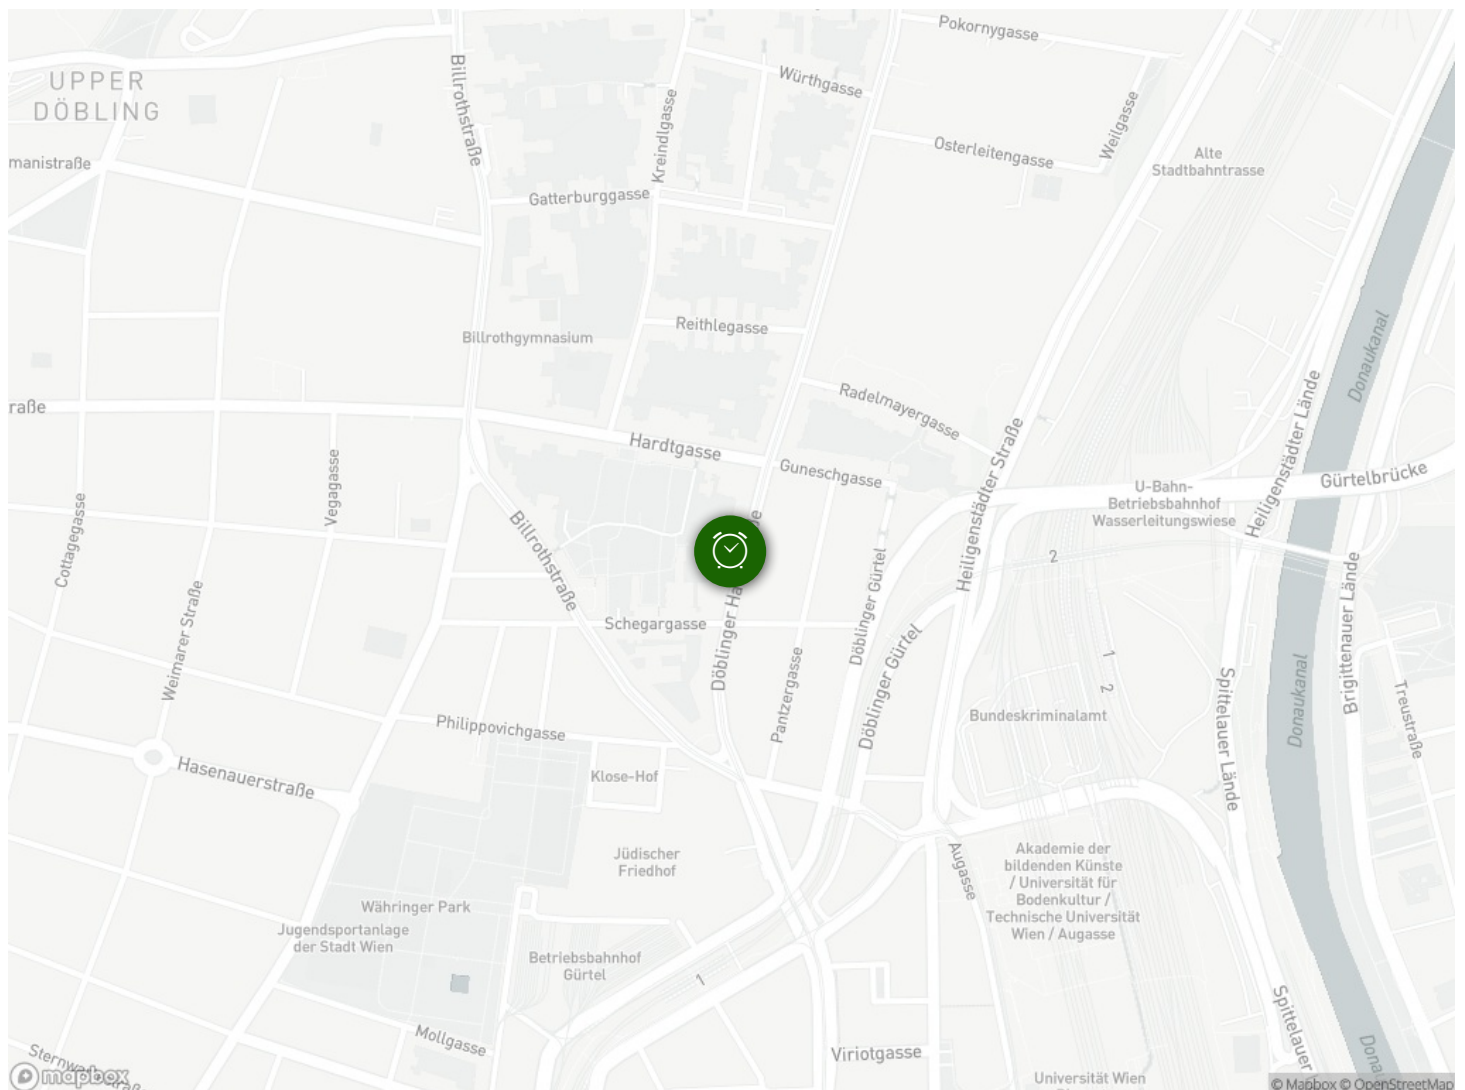 Pokornygasse
UPPER
DÖBLING
Billrothstraße
Würthgasse
Kreindlgasse
Weilgasse
Osterleitengasse
Alte
Stadtbahntrasse
manistraße
Gatterburggasse
Donaukanal
Reithlegasse
Billrothgymnasium
Radelmayergasse
Heiligenstädter Lände
raße
Hardtgasse
Guneschgasse
Heiligenstädter Straße
Gürtelbrücke
U-Bahn-
Betriebsbahnhof
Wasserleitungswiese
Vegagasse
Cottagegasse
Billrothstraße
2
Weimarer Straße
Döblinger Gürtel
Brigittenauer Lände
Schegargasse
Döblinger Ha
e
Döblinger Gürtel
1
2
Pantzergasse
Donaukanal
Spittelauer Lände
Treustraße
Bundeskriminalamt
Philippovichgasse
Hasenauerstraße
Klose-Hof
Jüdischer
Friedhof
Augasse
Akademie der
bildenden Künste
/ Universität für
Bodenkultur /
Technische Universität
Wien / Augasse
Währinger Park
Jugendsportanlage
der Stadt Wien
Betriebsbahnhof
Gürtel
1
Spittelauer
Mollgasse
Viriotgasse
Donau
Universität Wien
mapbox
© Mapbox © OpenStreetMap